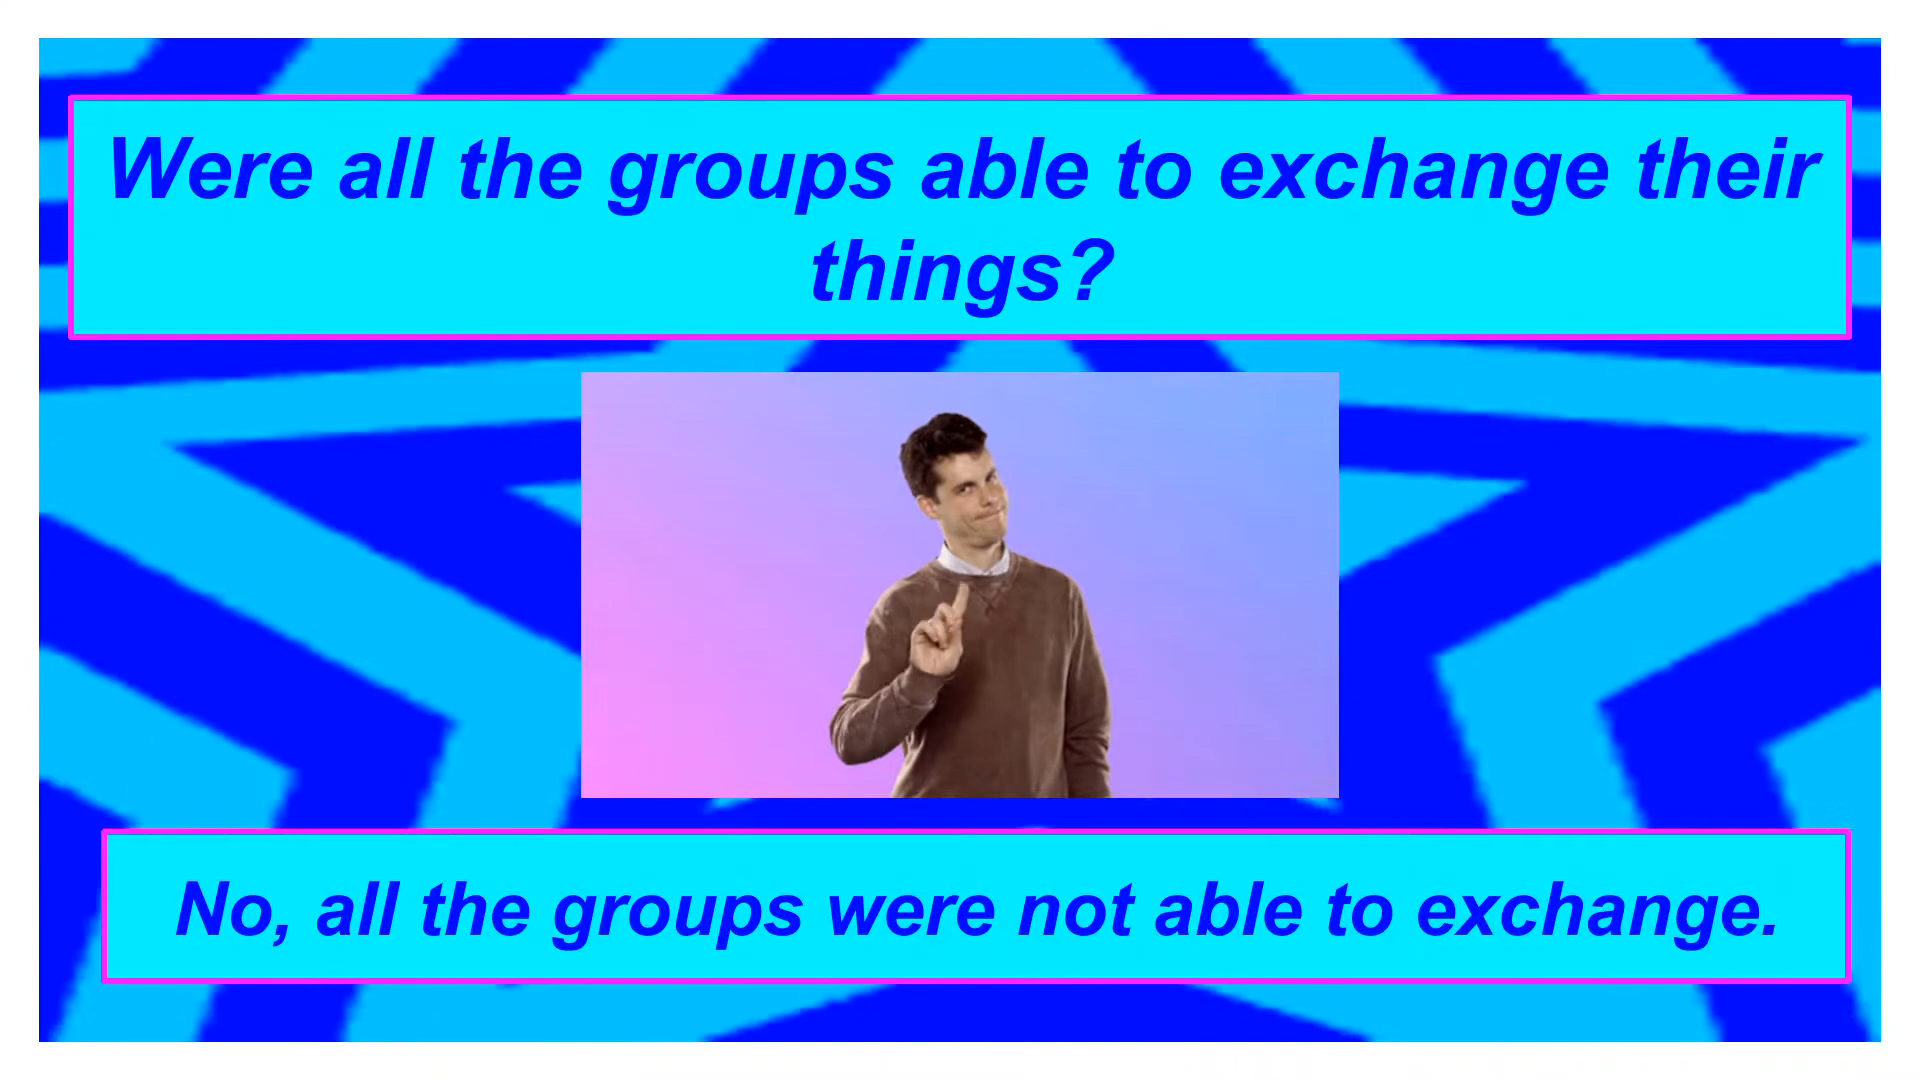 Were all the groups able to exchange their
things?
No, all the groups were not able to exchange.